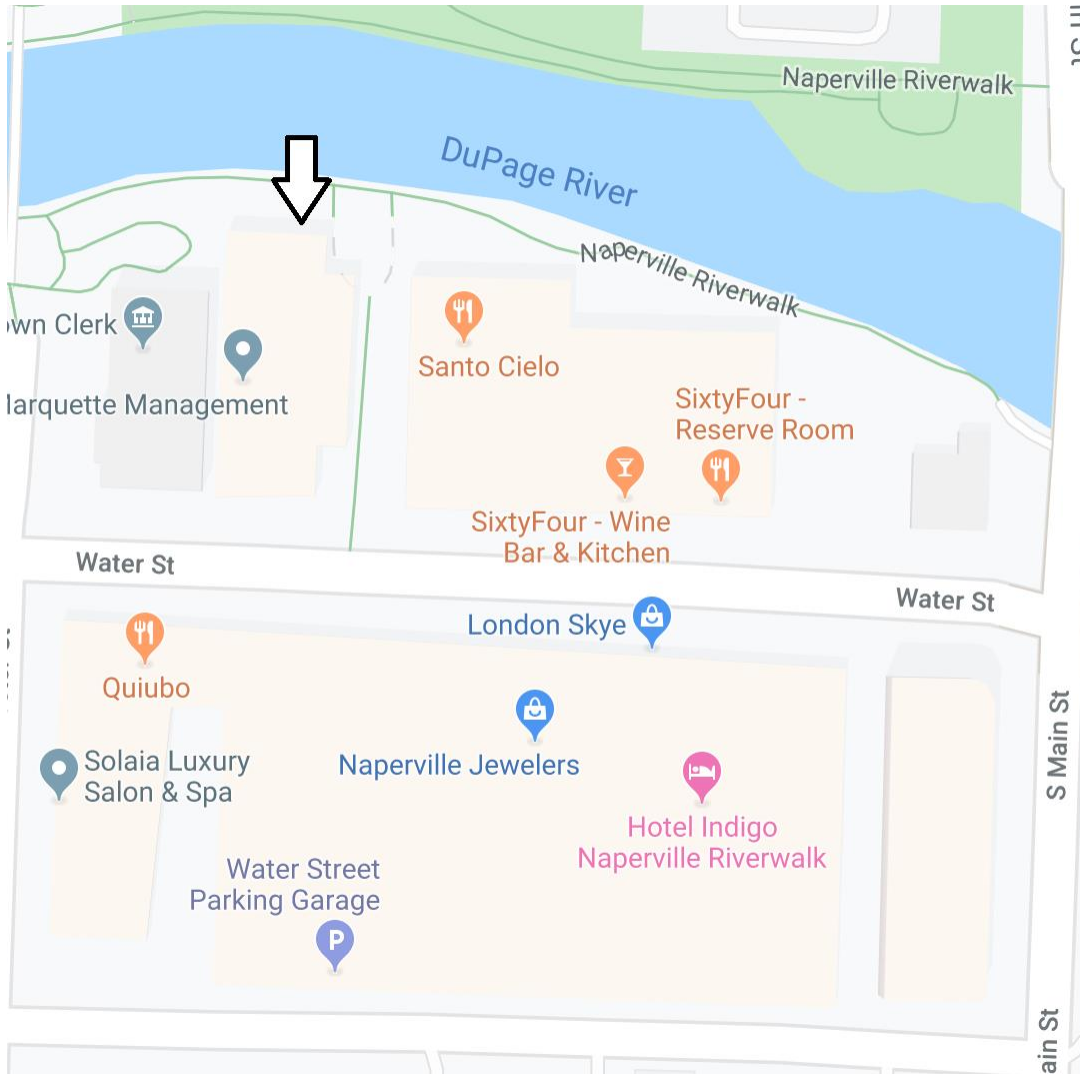 Naperville Riverwalk
DuPage River
Naperville Riverwalk
own Clerk
Santo Cielo
arquette Management
SixtyFour -
Reserve Room
SixtyFour - Wine
Bar & Kitchen
Water St
Water St
London Skye
Quiubo
S Main St
Solaia Luxury
Salon & Spa
Naperville Jewelers
Hotel Indigo
Naperville Riverwalk
Water Street
Parking Garage
P
ain St